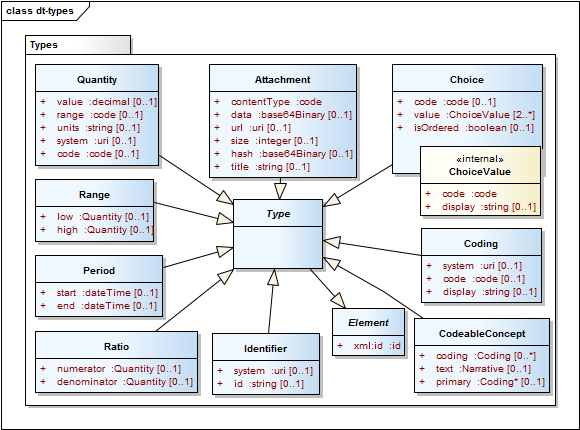 class dt-types
Types
Quantity
+ value :decimal [0..1]
+ range :code [0..1]
+ units :string [0..1]
+ system :uri [0..1]
+ code :code [0..1]
Attachment
+ contentType :code
+ data :base64Binary [0..1]
+ url :uri [0..1]
+ size :integer [0..1]
+ hash :base64Binary [0..1]
+ title :string [0..1]
Choice
+ code :code [0..1]
+ value :ChoiceValue [2..*]
+ isOrdered :boolean [0..1]
«internal»
ChoiceValue
+ code :code
+ display :string [0..1]
Range
+ low :Quantity [0..1]
+ high :Quantity [0..1]
Type
Coding
+ system :uri [0..1]
+ code :code [0..1]
+ display :string [0..1]
Period
+ start :dateTime [0..1]
+ end :dateTime [0..1]
Ratio
+ numerator :Quantity [0..1]
+ denominator :Quantity [0..1]
Identifier
+ system :uri [0..1]
+ id :string [0..1]
Element
+ xml:id :id
CodeableConcept
+ coding :Coding [0..*]
+ text :Narrative [0..1]
+ primary :Coding* [0..1]